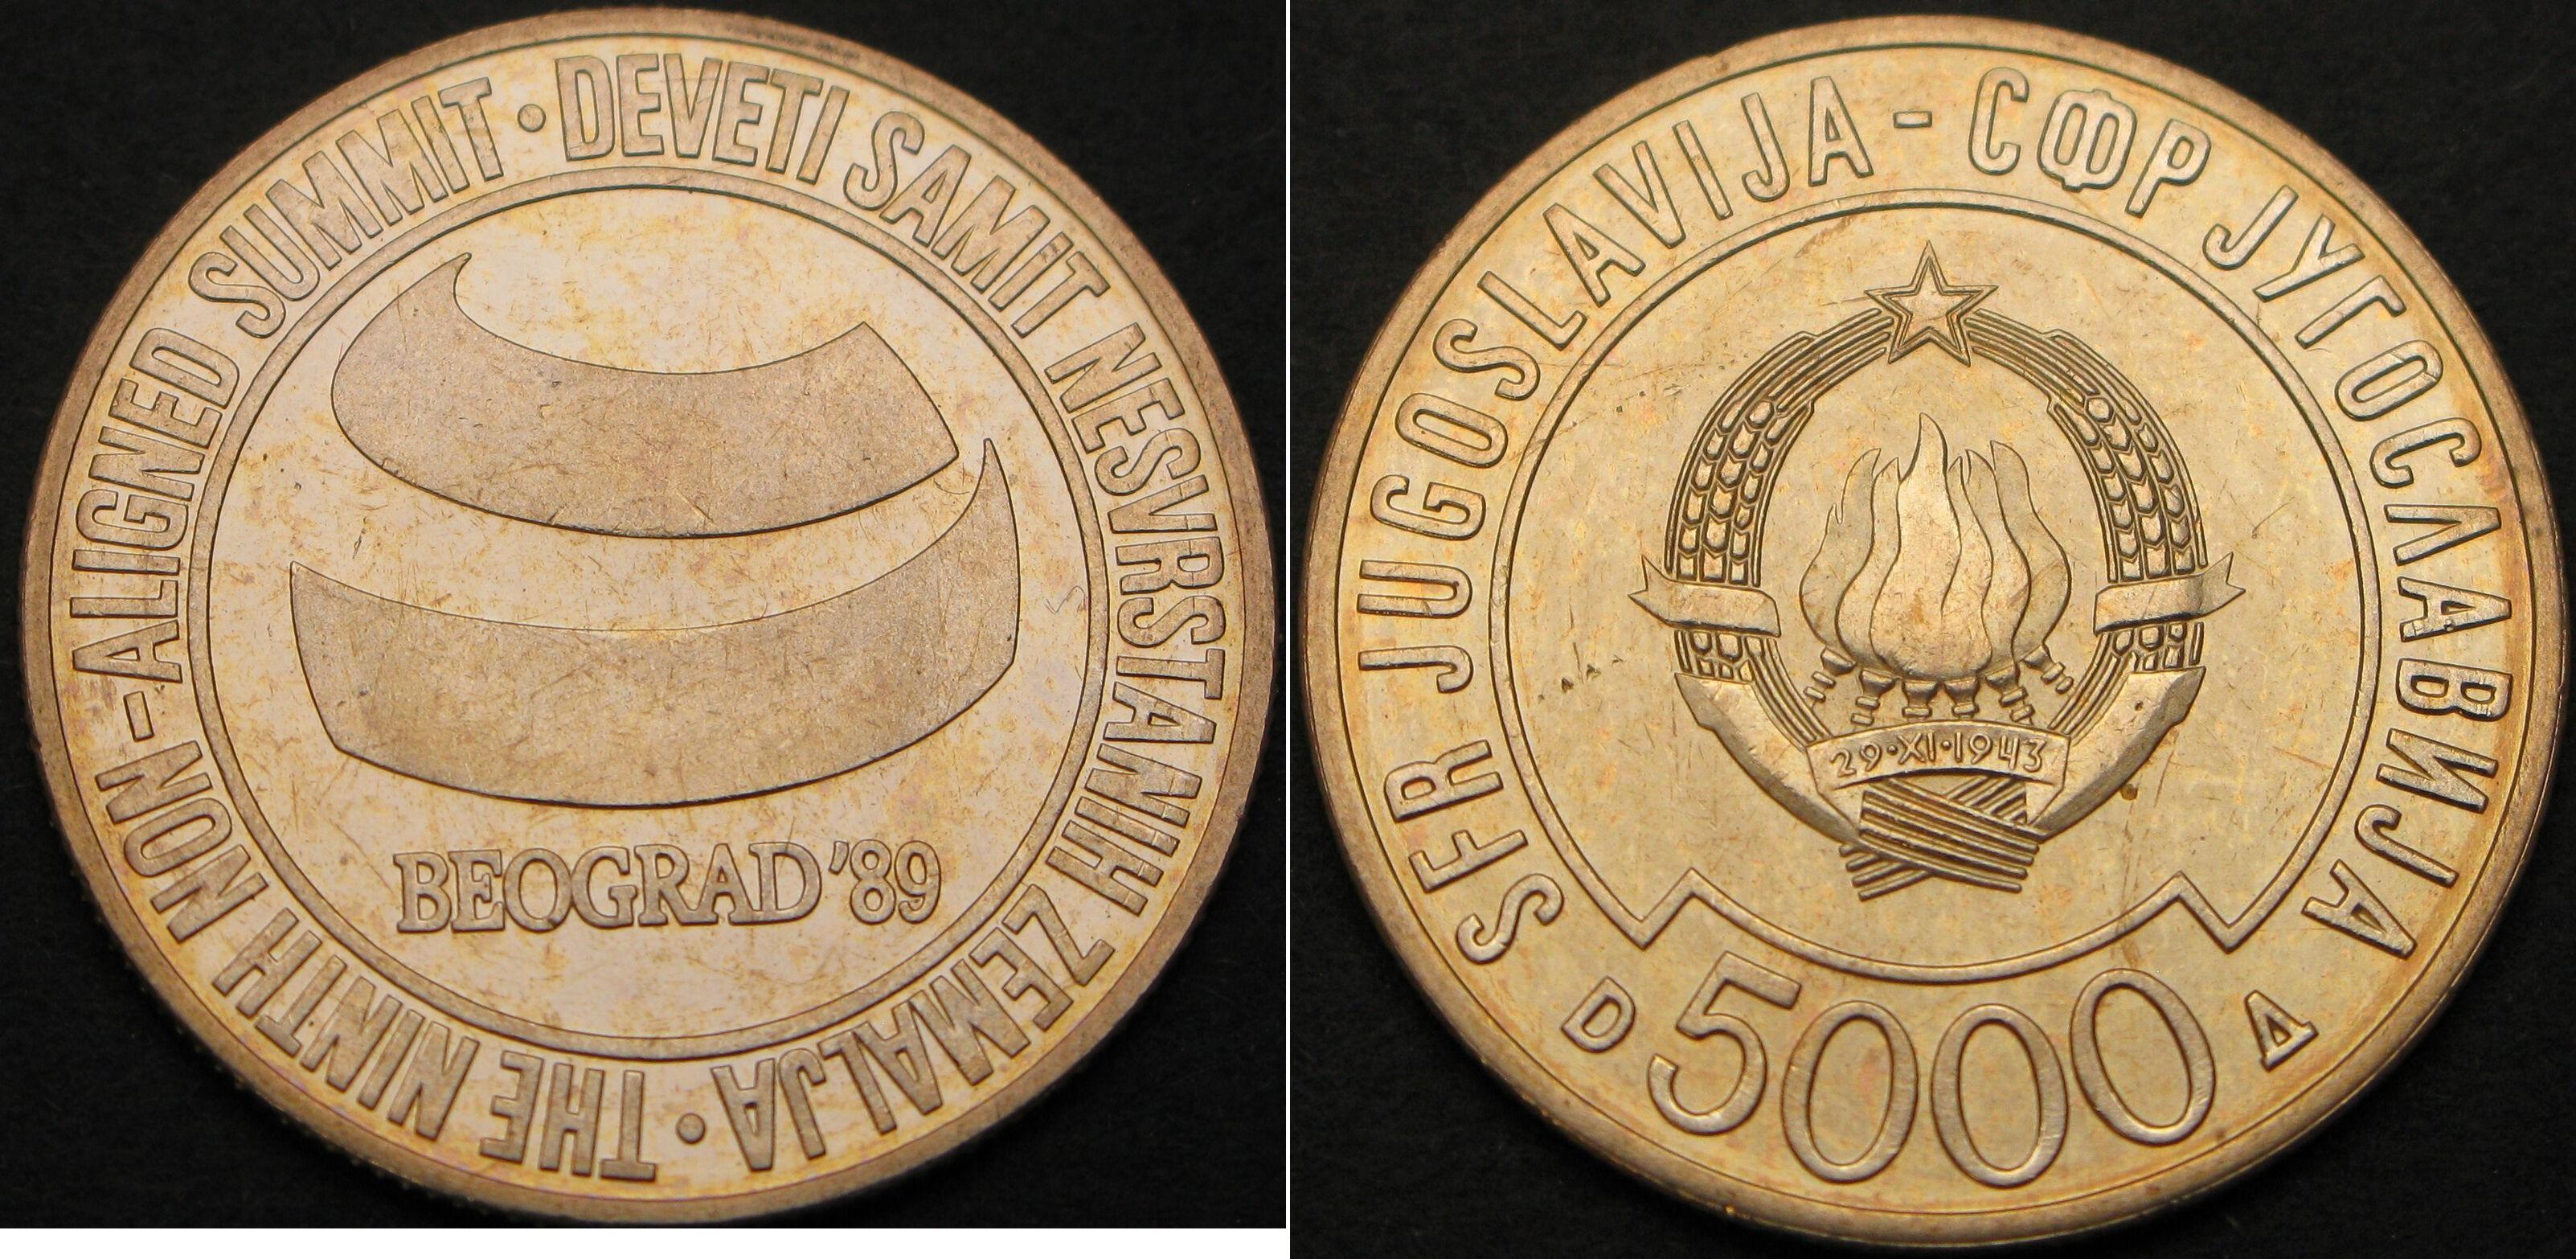 DEVETI SAMIT NESVRSTANIH ZEMALJA •
THE NINTH NON-ALIGNED SUMMIT •
BEOGRAD '89
SFR JUGOSLAVIJA - СФР ЈУГОСЛАВИЈА
29·XI·1943
D 5000 Д